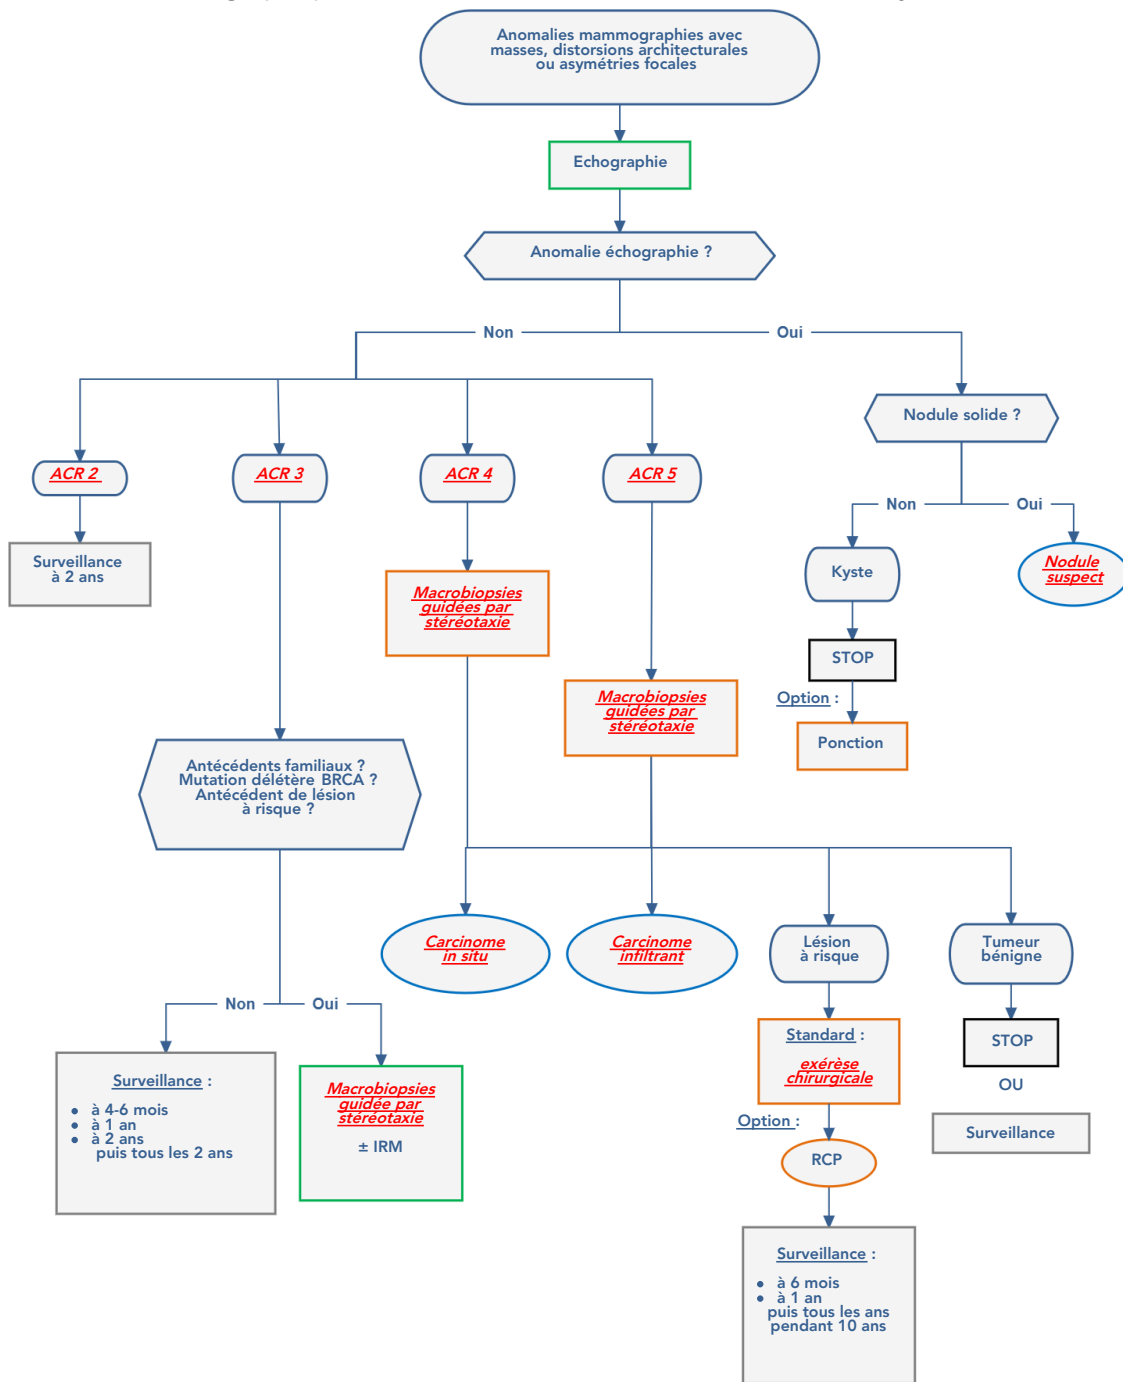 Anomalies mammographies avec
masses, distorsions architecturales
ou asymétries focales
Echographie
Anomalie échographie ?
Non
Oui
Nodule solide ?
ACR 2
ACR 3
ACR 4
ACR 5
Non
Oui
Surveillance
à 2 ans
Kyste
Nodule
suspect
Macrobiopsies
guidées par
stéréotaxie
STOP
Option :
Ponction
Macrobiopsies
guidées par
stéréotaxie
Antécédents familiaux ?
Mutation délétère BRCA ?
Antécédent de lésion
à risque ?
Carcinome
in situ
Carcinome
infiltrant
Lésion
à risque
Tumeur
bénigne
Non
Oui
Surveillance :
• à 4-6 mois
• à 1 an
• à 2 ans
puis tous les 2 ans
Macrobiopsies
guidée par
stéréotaxie
± IRM
Standard :
exérèse
chirurgicale
STOP
OU
Surveillance
Option :
RCP
Surveillance :
• à 6 mois
• à 1 an
puis tous les ans
pendant 10 ans